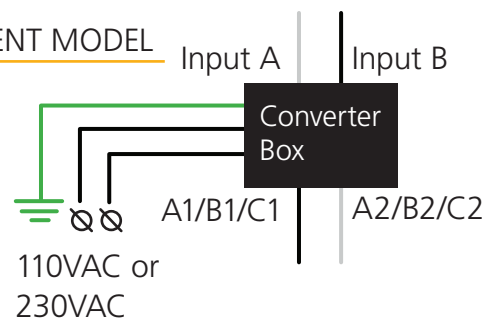 ENT MODEL
Input A
Input B
Converter
Box
A1/B1/C1
A2/B2/C2
110VAC or
230VAC